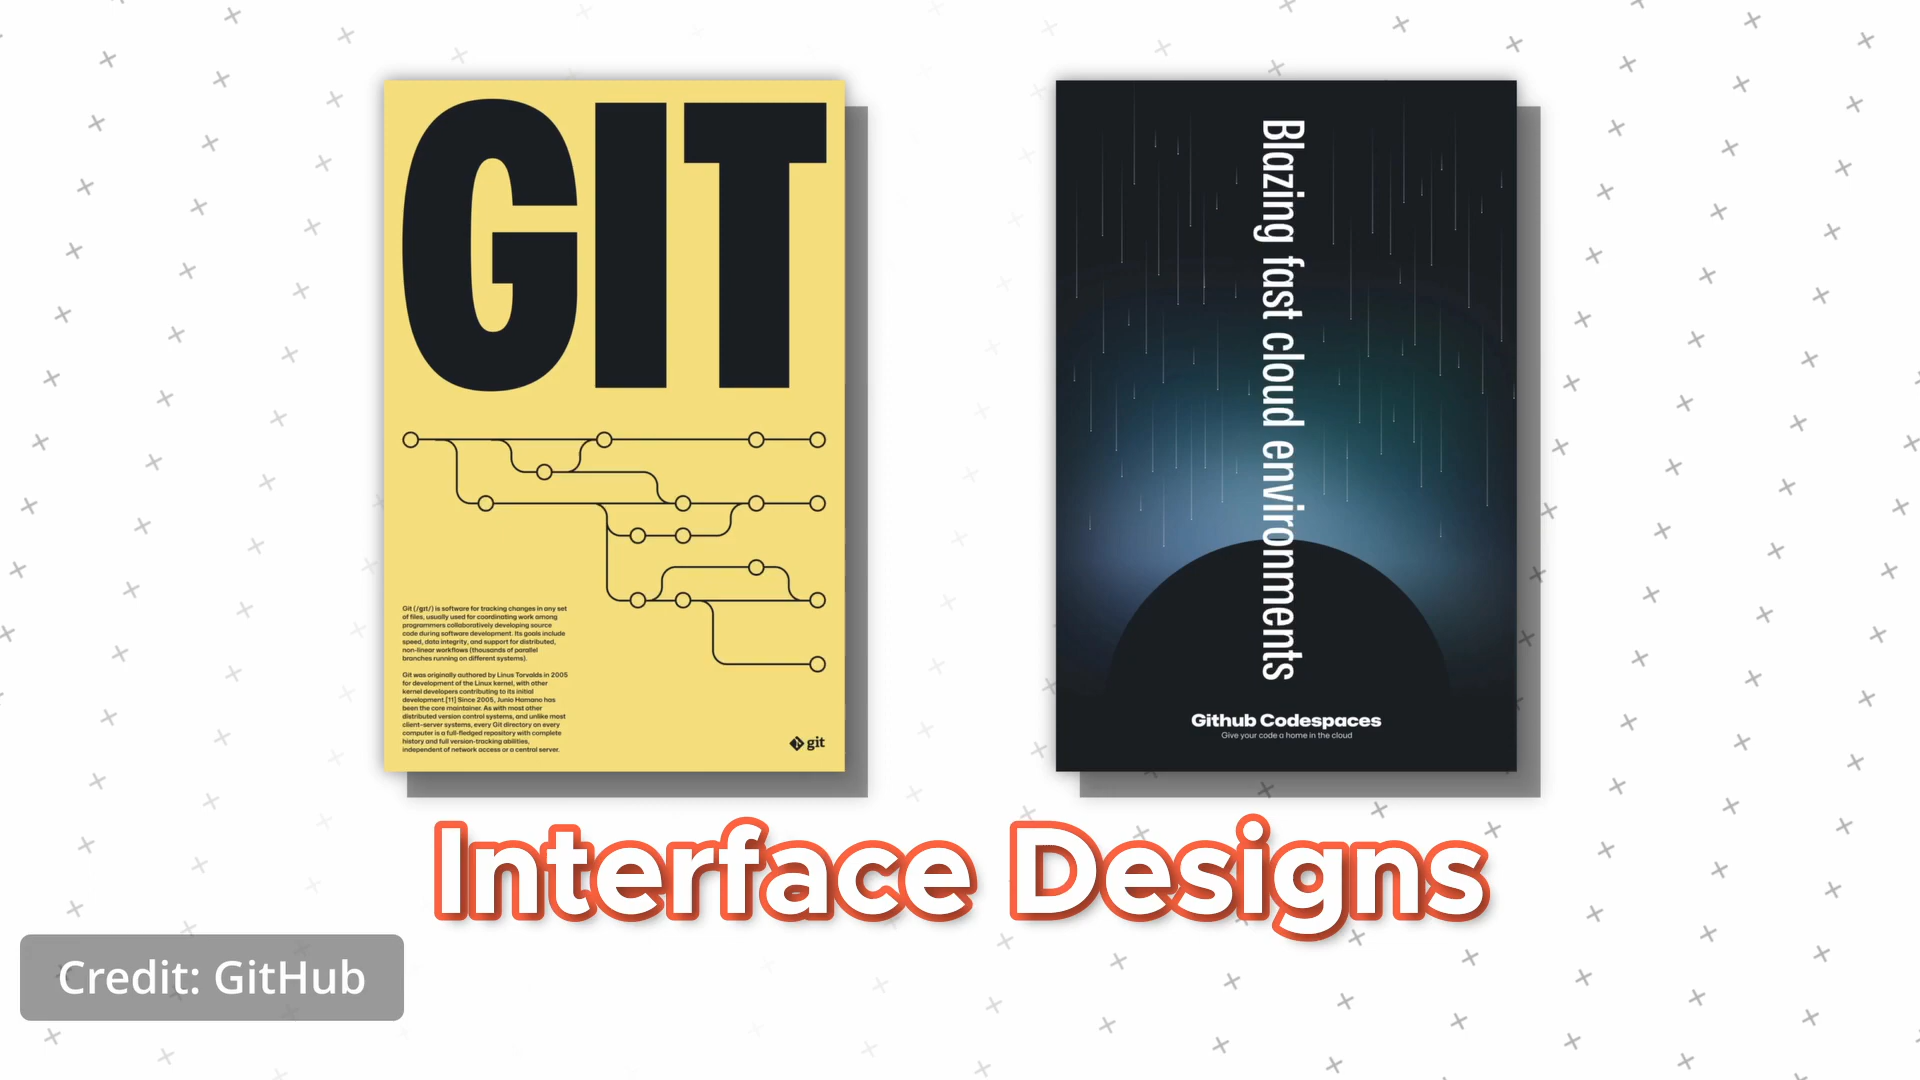 GIT
Git (/ɡɪt/) is software for tracking changes in any set
of files, usually used for coordinating work among
programmers collaboratively developing source
code during software development. Its goals include
speed, data integrity, and support for distributed,
non-linear workflows (thousands of parallel
branches running on different systems).
Git was originally authored by Linus Torvalds in 2005
for development of the Linux kernel, with other
kernel developers contributing to its initial
development.[11] Since 2005, Junio Hamano has
been the core maintainer. As with most other
distributed version control systems, and unlike most
client-server systems, every Git directory on every
computer is a full-fledged repository with complete
history and full version-tracking abilities,
independent of network access or a central server.
git
Blazing fast cloud environments
Github Codespaces
Give your code a home in the cloud
Interface Designs
Credit: GitHub